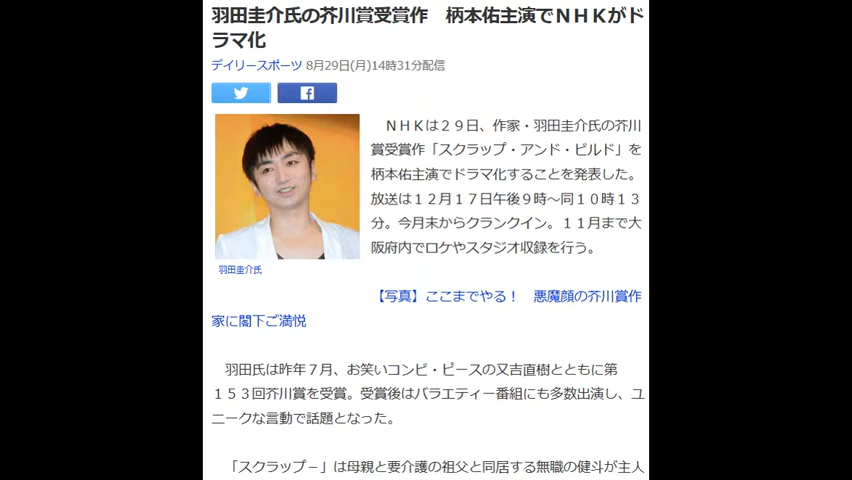 羽田圭介氏の芥川賞受賞作　柄本佑主演でＮＨＫがド
ラマ化
デイリースポーツ 8月29日(月)14時31分配信
　ＮＨＫは２９日、作家・羽田圭介氏の芥川
賞受賞作「スクラップ・アンド・ビルド」を
柄本佑主演でドラマ化することを発表した。
放送は１２月１７日午後９時～同１０時１３
分。今月末からクランクイン。１１月まで大
阪府内でロケやスタジオ収録を行う。
羽田圭介氏
【写真】ここまでやる！　悪魔顔の芥川賞作
家に閣下ご満悦
　羽田氏は昨年７月、お笑いコンビ・ピースの又吉直樹とともに第
１５３回芥川賞を受賞。受賞後はバラエティー番組にも多数出演し、ユ
ニークな言動で話題となった。
　「スクラップ－」は母親と要介護の祖父と同居する無職の健斗が主人